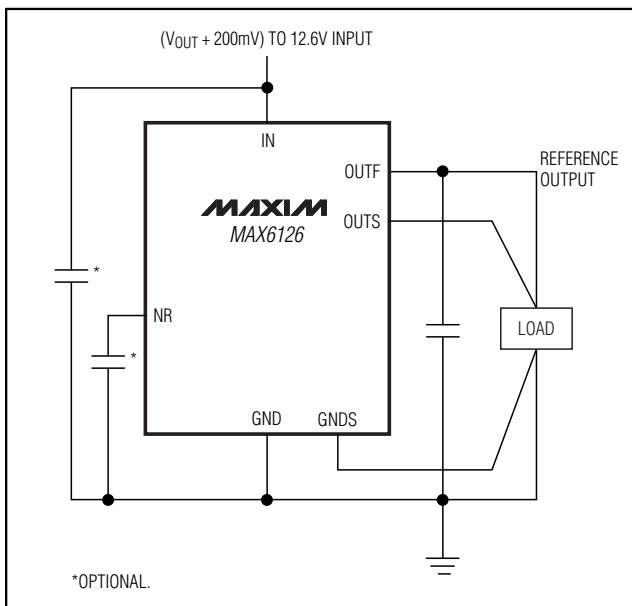 (VOUT + 200mV) TO 12.6V INPUT
IN
OUTF
REFERENCE
OUTPUT
MAXIM
MAX6126
OUTS
*
NR
*
LOAD
GND
GNDS
*OPTIONAL.